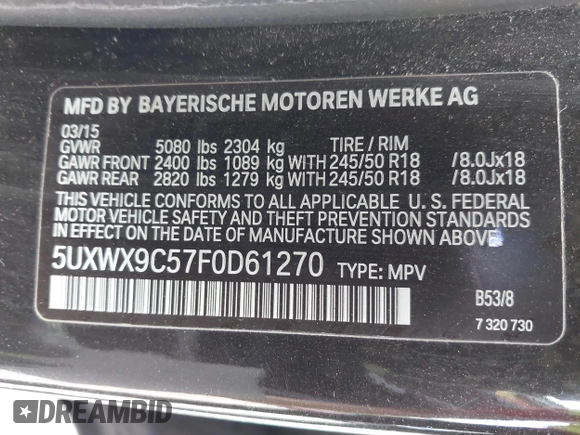 MFD BY BAYERISCHE MOTOREN WERKE AG
03/15
GVWR 5080 lbs 2304 kg TIRE / RIM
GAWR FRONT 2400 lbs 1089 kg WITH 245/50 R18 /8.0Jx18
GAWR REAR 2820 lbs 1279 kg WITH 245/50 R18 /8.0Jx18
THIS VEHICLE CONFORMS TO ALL APPLICABLE U. S. FEDERAL
MOTOR VEHICLE SAFETY AND THEFT PREVENTION STANDARDS
IN EFFECT ON THE DATE OF MANUFACTURE SHOWN ABOVE.
5UXWX9C57F0D61270 TYPE: MPV
B53/8
7 320 730
DREAMBID